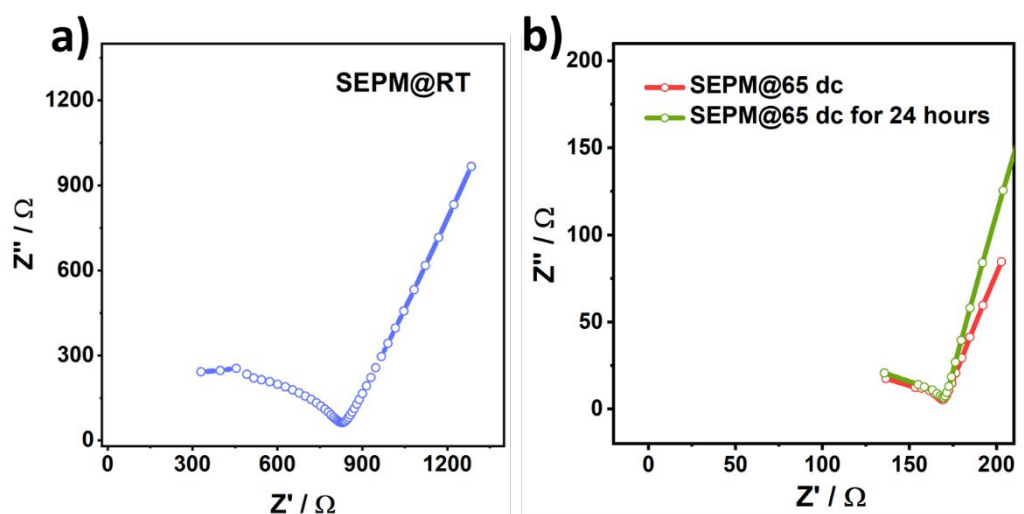 a)
SEPM@RT
1200
900
600
300
0
0 300 600 900 1200
Z'' / Ω
Z' / Ω
b)
SEPM@65 dc
SEPM@65 dc for 24 hours
200
150
100
50
0
0 50 100 150 200
Z'' / Ω
Z' / Ω